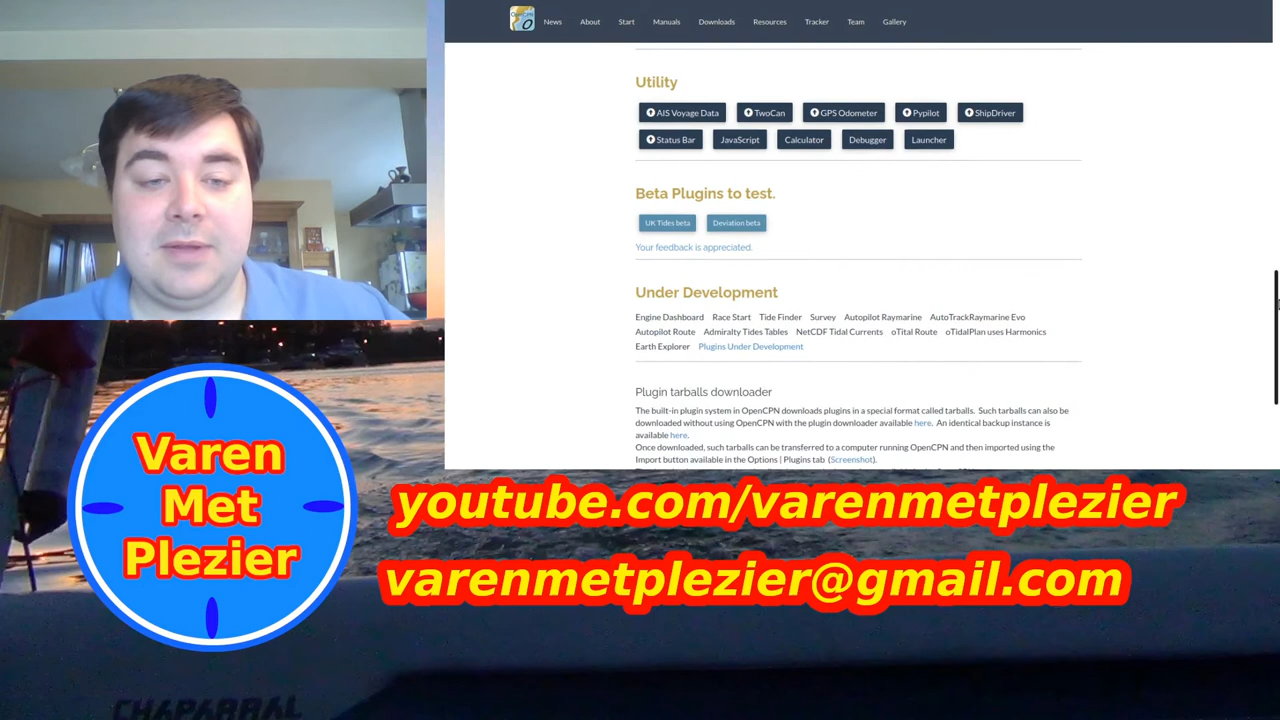 OpenCPN
News About Start Manuals Downloads Resources Tracker Team Gallery
Utility
AIS Voyage Data TwoCan GPS Odometer Pypilot ShipDriver
Status Bar JavaScript Calculator Debugger Launcher
Beta Plugins to test.
UK Tides beta Deviation beta
Your feedback is appreciated.
Under Development
Engine Dashboard Race Start Tide Finder Survey Autopilot Raymarine AutoTrackRaymarine Evo
Autopilot Route Admiralty Tides Tables NetCDF Tidal Currents oTital Route oTidalPlan uses Harmonics
Earth Explorer Plugins Under Development
Plugin tarballs downloader
The built-in plugin system in OpenCPN downloads plugins in a special format called tarballs. Such tarballs can also be
downloaded without using OpenCPN with the plugin downloader available here. An identical backup instance is
available here.
Once downloaded, such tarballs can be transferred to a computer running OpenCPN and then imported using the
Import button available in the Options | Plugins tab (Screenshot).
Varen
Met
Plezier
youtube.com/varenmetplezier
varenmetplezier@gmail.com
CHAPARRAL